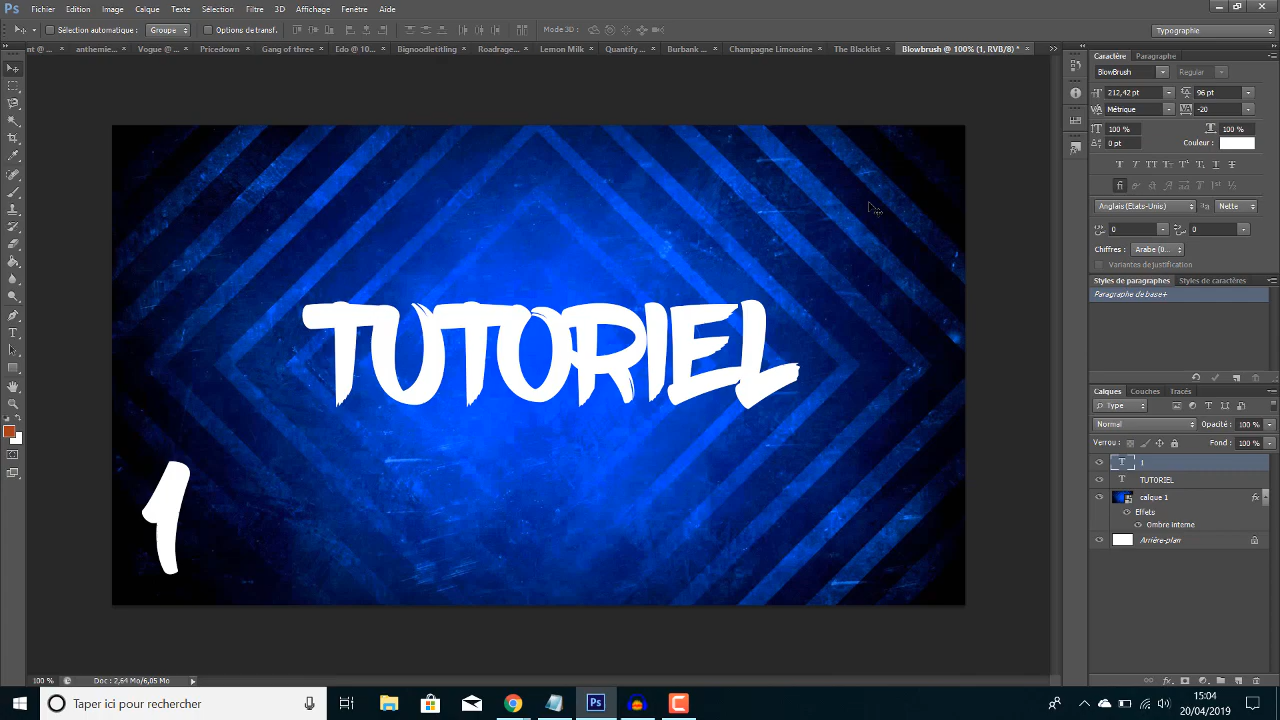 Ps Fichier Edition Image Calque Texte Sélection Filtre 3D Affichage Fenêtre Aide
Sélection automatique : Groupe Options de transf. Mode 3D : Typographie
anthemie... Vogue @ ... Pricedown Gang of three Edo @ 10... Bignoodletitling Roadrage... Lemon Milk Quantify ... Burbank ... Champagne Limousine The Blacklist Blowbrush @ 100% (1, RVB/8) *
Caractère Paragraphe
BlowBrush Regular
212,42 pt 96 pt
Métrique -20
100 % 100 %
0 pt Couleur :
Anglais (Etats-Unis) Nette
0 0
Chiffres : Arabe (0...
Variantes de justification
Styles de paragraphes Styles de caractères
Paragraphe de base+
TUTORIEL
1
Calques Couches Tracés
Type
Normal Opacité : 100 %
Verrou : Fond : 100 %
T 1
T TUTORIEL
calque 1 fx
Effets
Ombre interne
Arrière-plan
100 % Doc : 2,64 Mo/6,05 Mo
Taper ici pour rechercher
15:04
20/04/2019